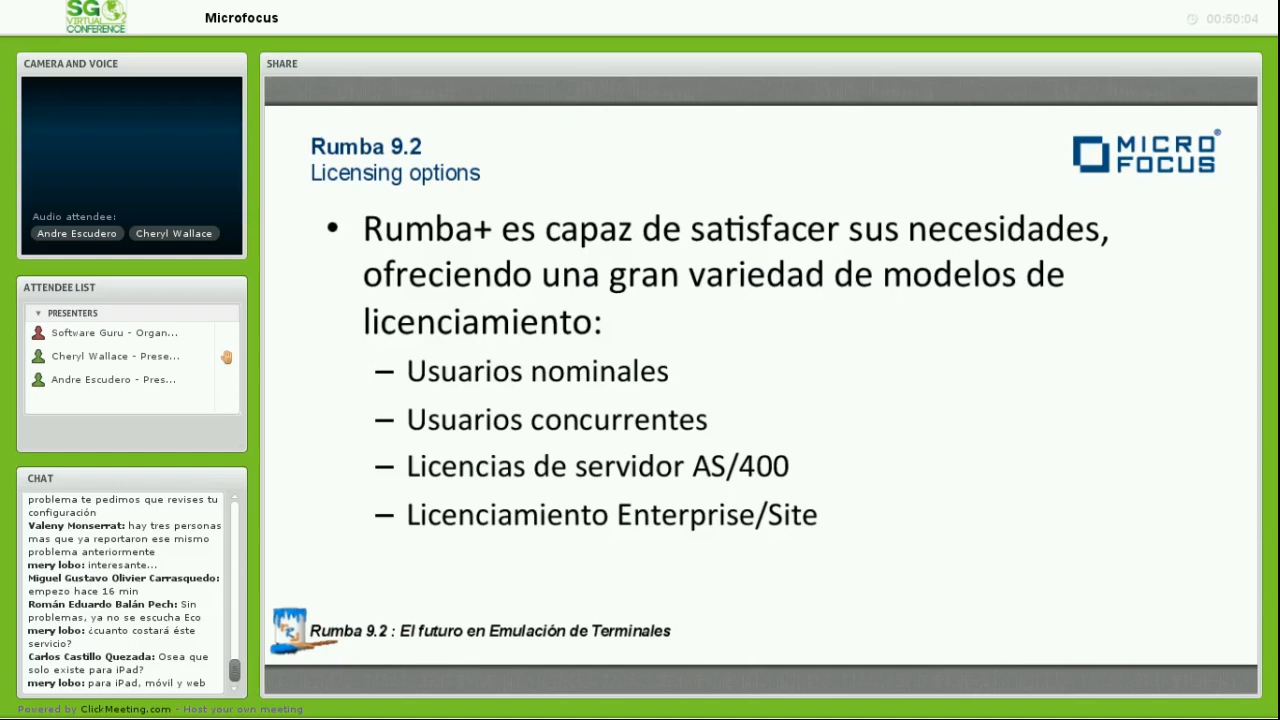 SG
VIRTUAL
CONFERENCE
Microfocus
00:50:04
CAMERA AND VOICE
Audio attendee:
Andre Escudero
Cheryl Wallace
ATTENDEE LIST
PRESENTERS
Software Guru - Organ...
Cheryl Wallace - Prese...
Andre Escudero - Pres...
CHAT
problema te pedimos que revises tu
configuración
Valeny Monserrat: hay tres personas
mas que ya reportaron ese mismo
problema anteriormente
mery lobo: interesante...
Miguel Gustavo Olivier Carrasquedo:
empezo hace 16 min
Román Eduardo Balán Pech: Sin
problemas, ya no se escucha Eco
mery lobo: ¿cuanto costará éste
servicio?
Carlos Castillo Quezada: Osea que
solo existe para iPad?
mery lobo: para iPad, móvil y web
SHARE
Rumba 9.2
Licensing options
MICRO
FOCUS®
• Rumba+ es capaz de satisfacer sus necesidades,
ofreciendo una gran variedad de modelos de
licenciamiento:
– Usuarios nominales
– Usuarios concurrentes
– Licencias de servidor AS/400
– Licenciamiento Enterprise/Site
Rumba 9.2 : El futuro en Emulación de Terminales
Powered by ClickMeeting.com - Host your own meeting